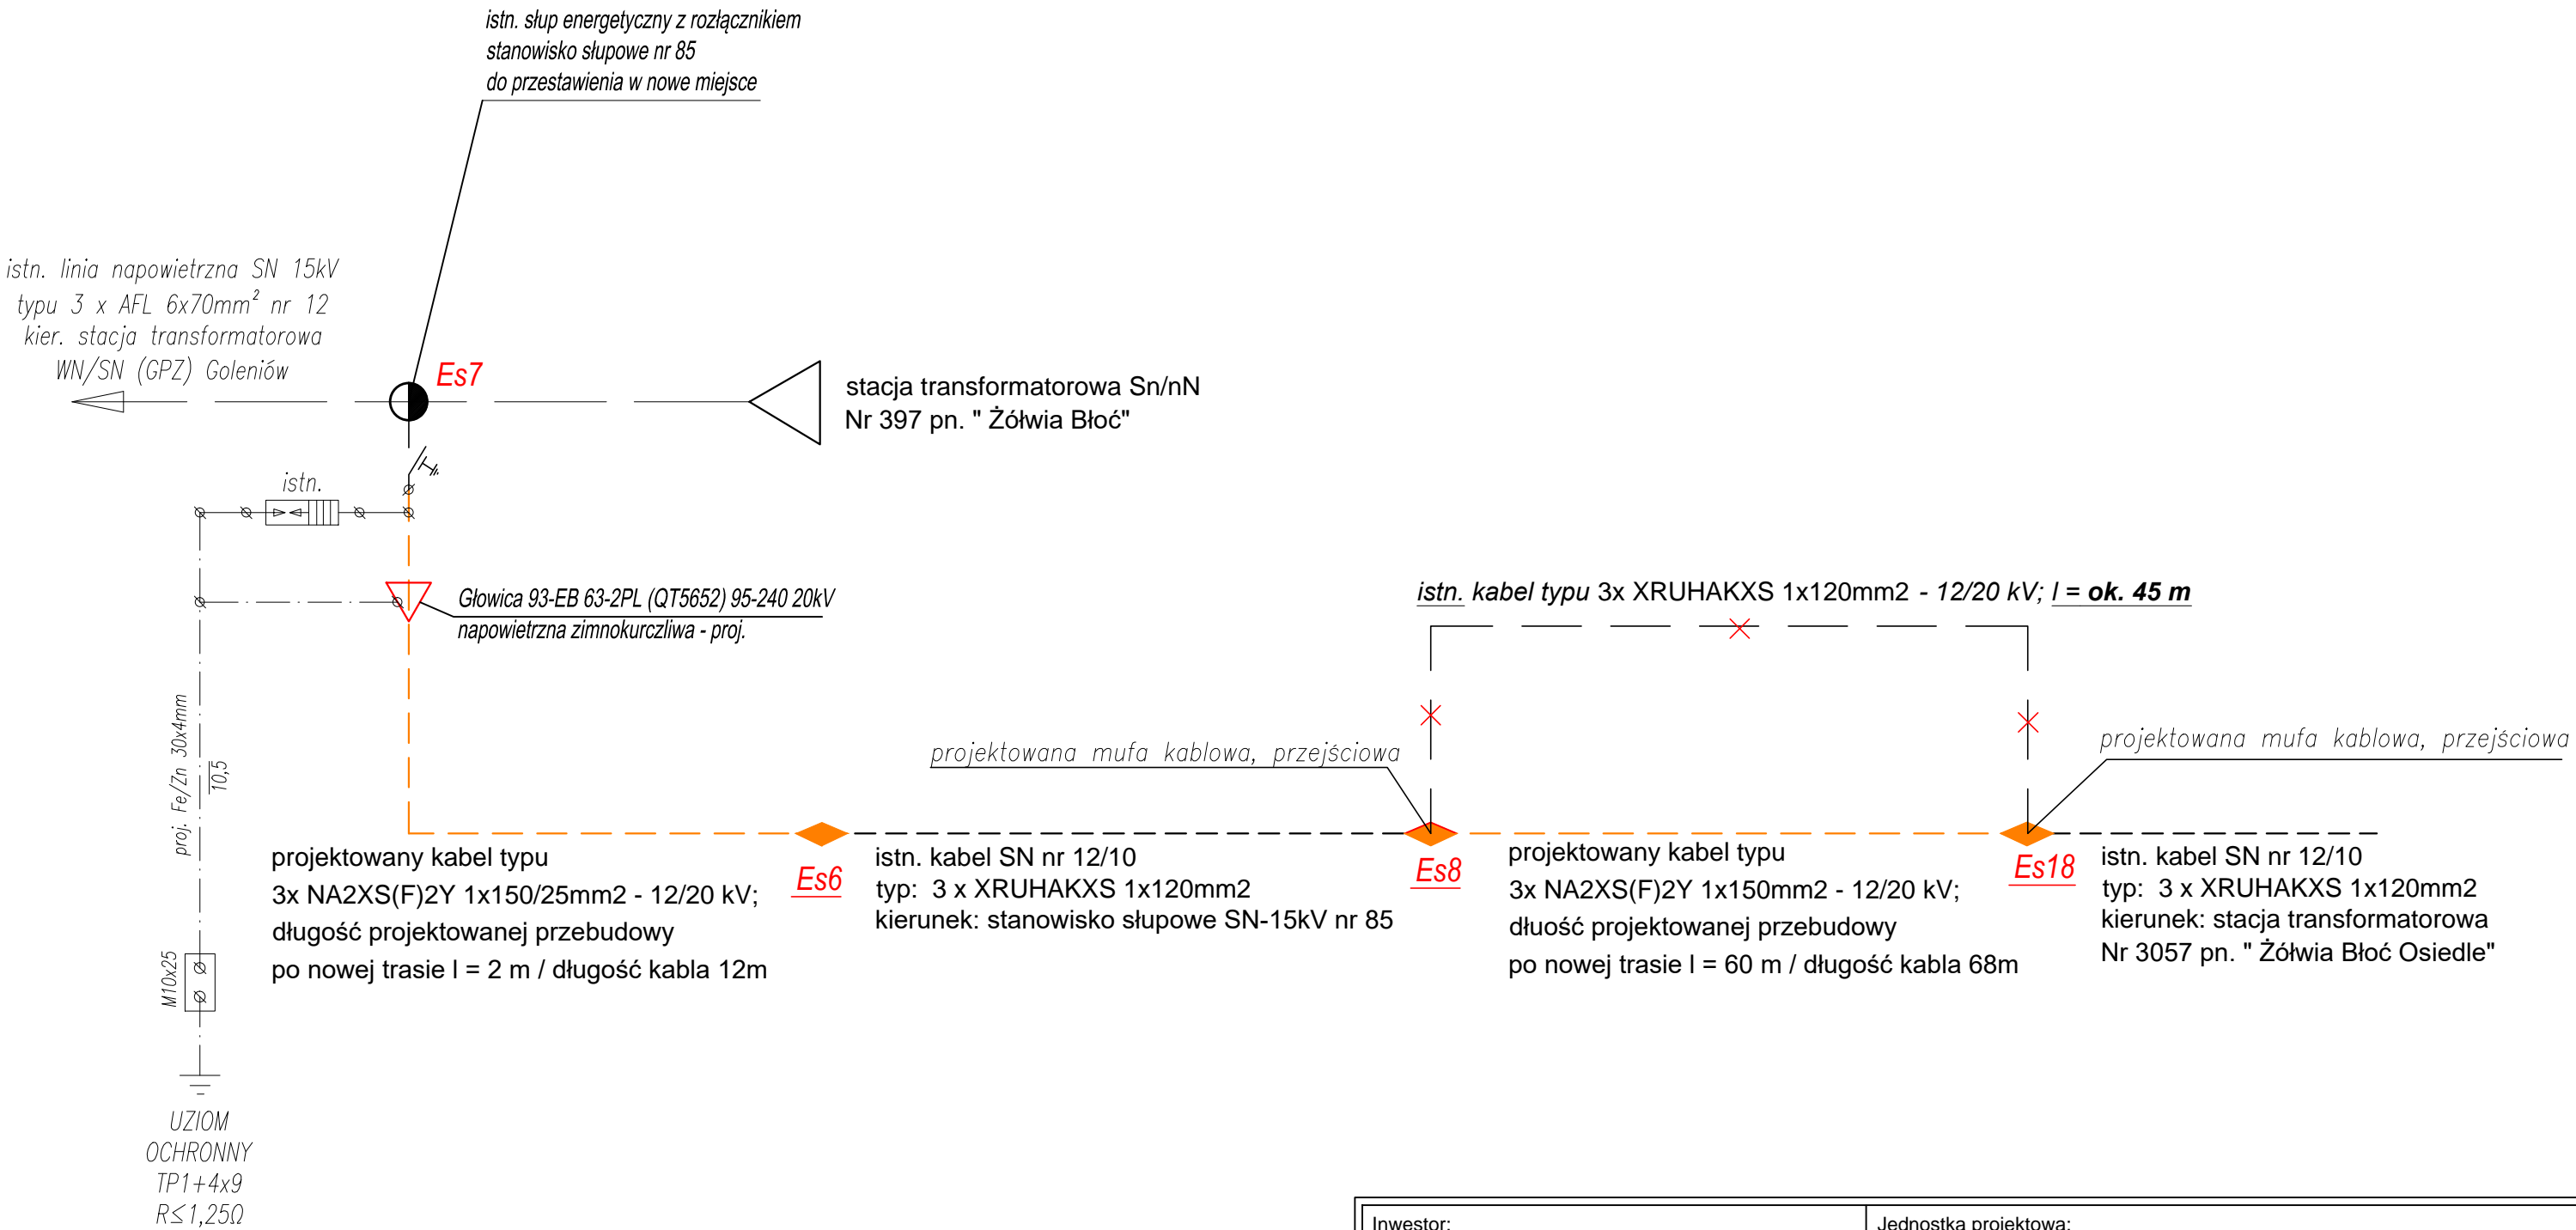 istn. słup energetyczny z rozłącznikiem
stanowisko słupowe nr 85
do przestawienia w nowe miejsce
istn. linia napowietrzna SN 15kV
typu 3 x AFL 6x70mm² nr 12
kier. stacja transformatorowa
WN/SN (GPZ) Goleniów
Es7
stacja transformatorowa Sn/nN
Nr 397 pn. " Żółwia Błoć"
istn.
Głowica 93-EB 63-2PL (QT5652) 95-240 20kV
napowietrzna zimnokurczliwa - proj.
istn. kabel typu 3x XRUHAKXS 1x120mm2 - 12/20 kV; l = ok. 45 m
proj. Fe/Zn 30x4mm
10,5
projektowana mufa kablowa, przejściowa
projektowana mufa kablowa, przejściowa
projektowany kabel typu
3x NA2XS(F)2Y 1x150/25mm2 - 12/20 kV;
długość projektowanej przebudowy
po nowej trasie l = 2 m / długość kabla 12m
Es6
istn. kabel SN nr 12/10
typ: 3 x XRUHAKXS 1x120mm2
kierunek: stanowisko słupowe SN-15kV nr 85
Es8
projektowany kabel typu
3x NA2XS(F)2Y 1x150mm2 - 12/20 kV;
dłuość projektowanej przebudowy
po nowej trasie l = 60 m / długość kabla 68m
Es18
istn. kabel SN nr 12/10
typ: 3 x XRUHAKXS 1x120mm2
kierunek: stacja transformatorowa
Nr 3057 pn. " Żółwia Błoć Osiedle"
M10x25
UZIOM
OCHRONNY
TP1+4x9
R≤1,25Ω
Inwestor:
Jednostka projektowa: